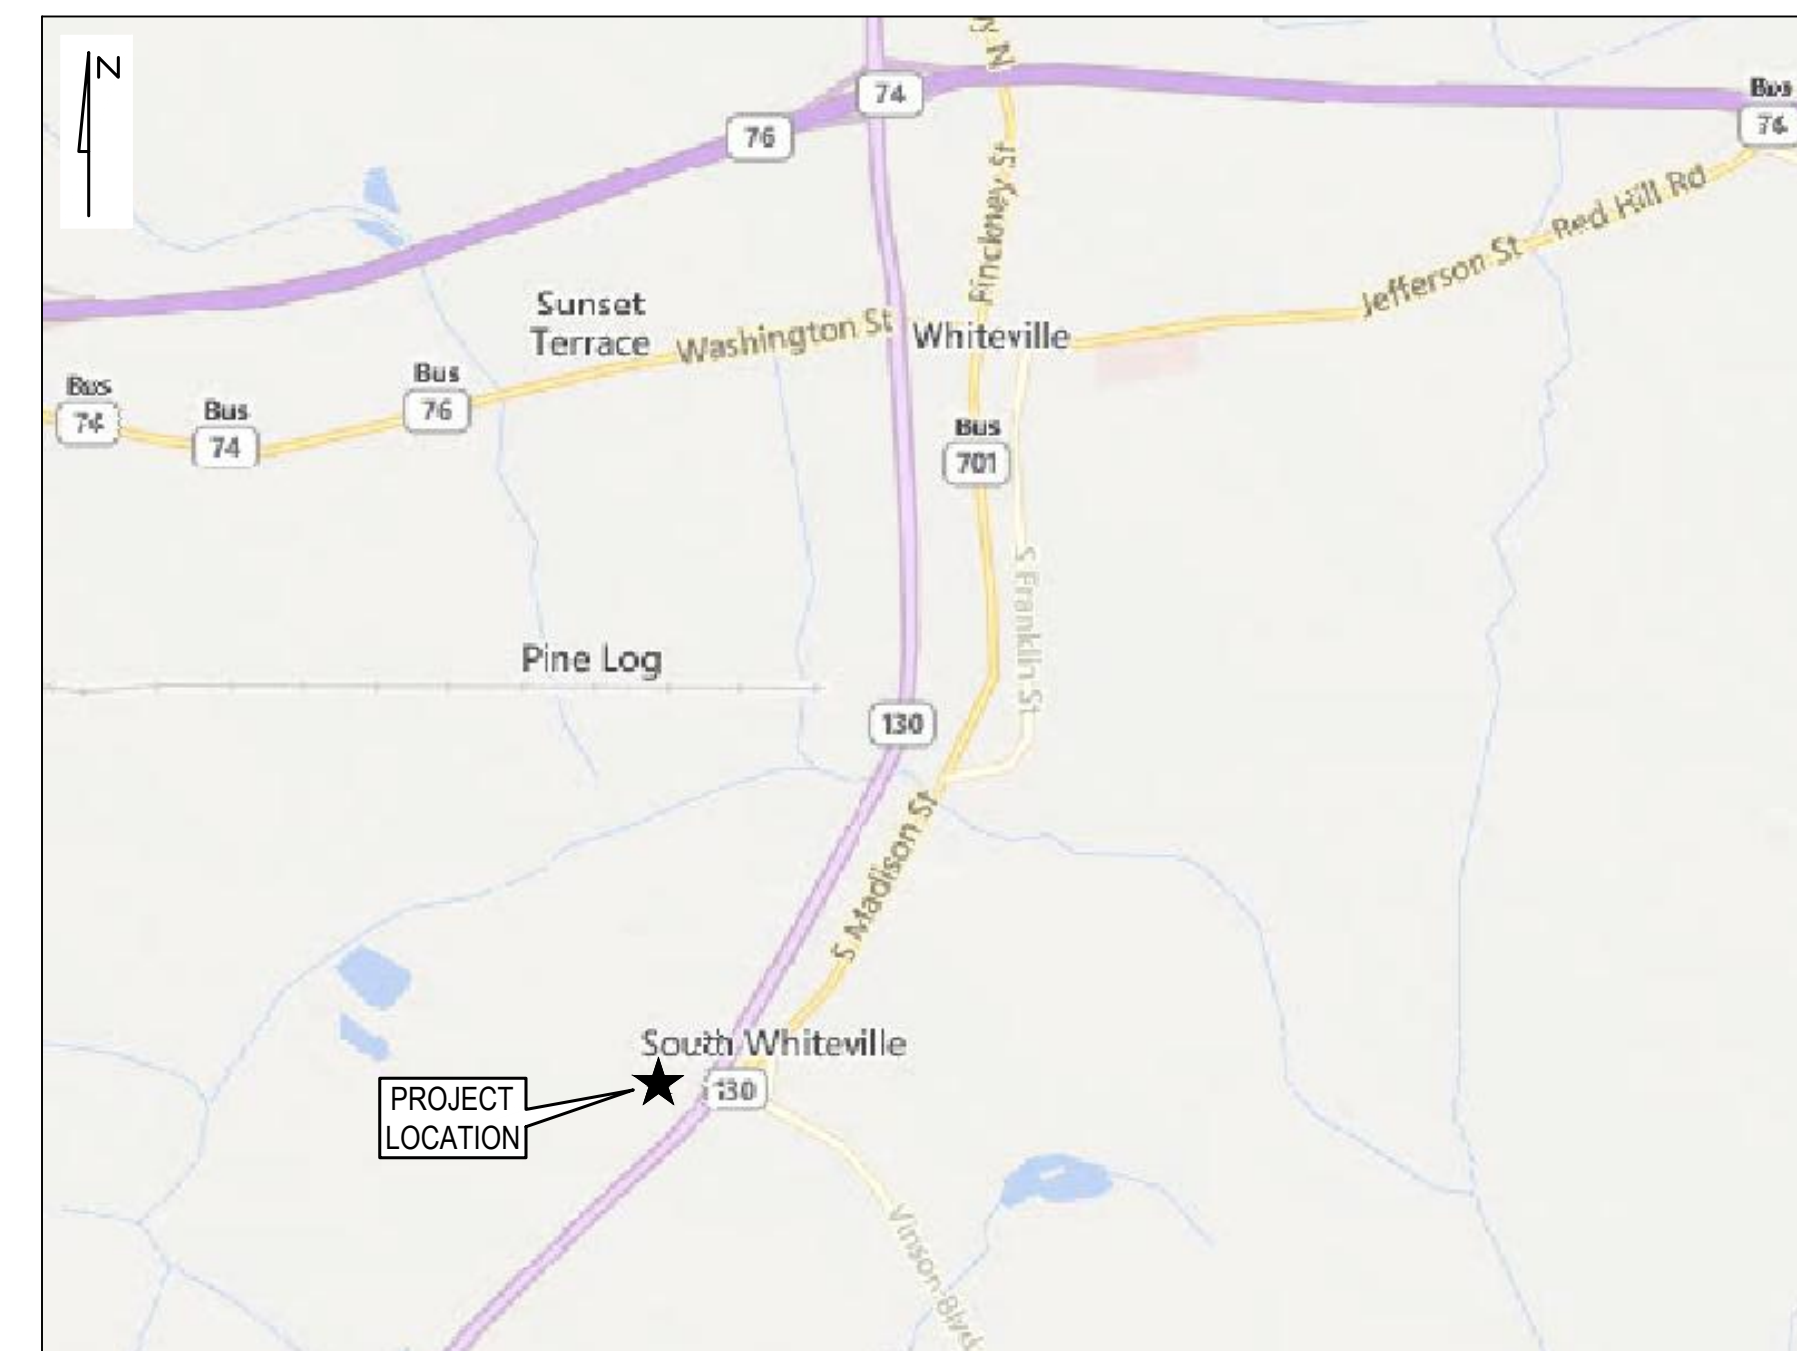 N
N
74
76
Bus
74
Pinckney St
Red Hill Rd
Jefferson St
Sunset
Terrace
Washington St
Whiteville
Bus
74
Bus
74
Bus
76
Bus
701
S Franklin St
Pine Log
130
S Madison St
South Whiteville
130
PROJECT
LOCATION
Vinson Blvd